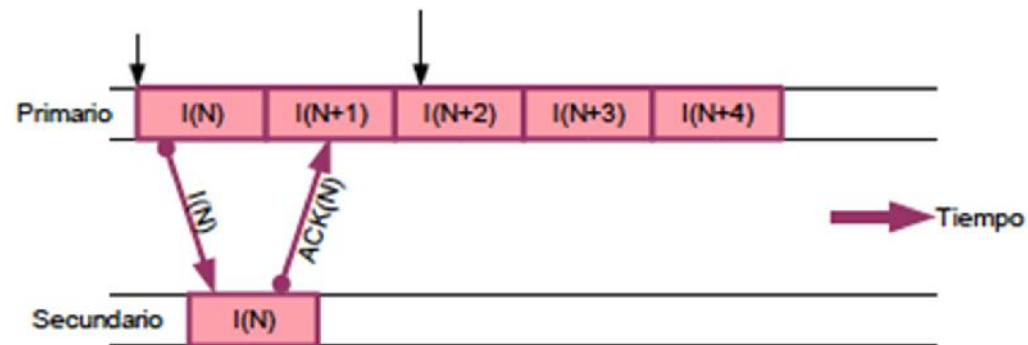 Primario I(N) I(N+1) I(N+2) I(N+3) I(N+4)
I(N)
ACK(N)
Tiempo
Secundario I(N)